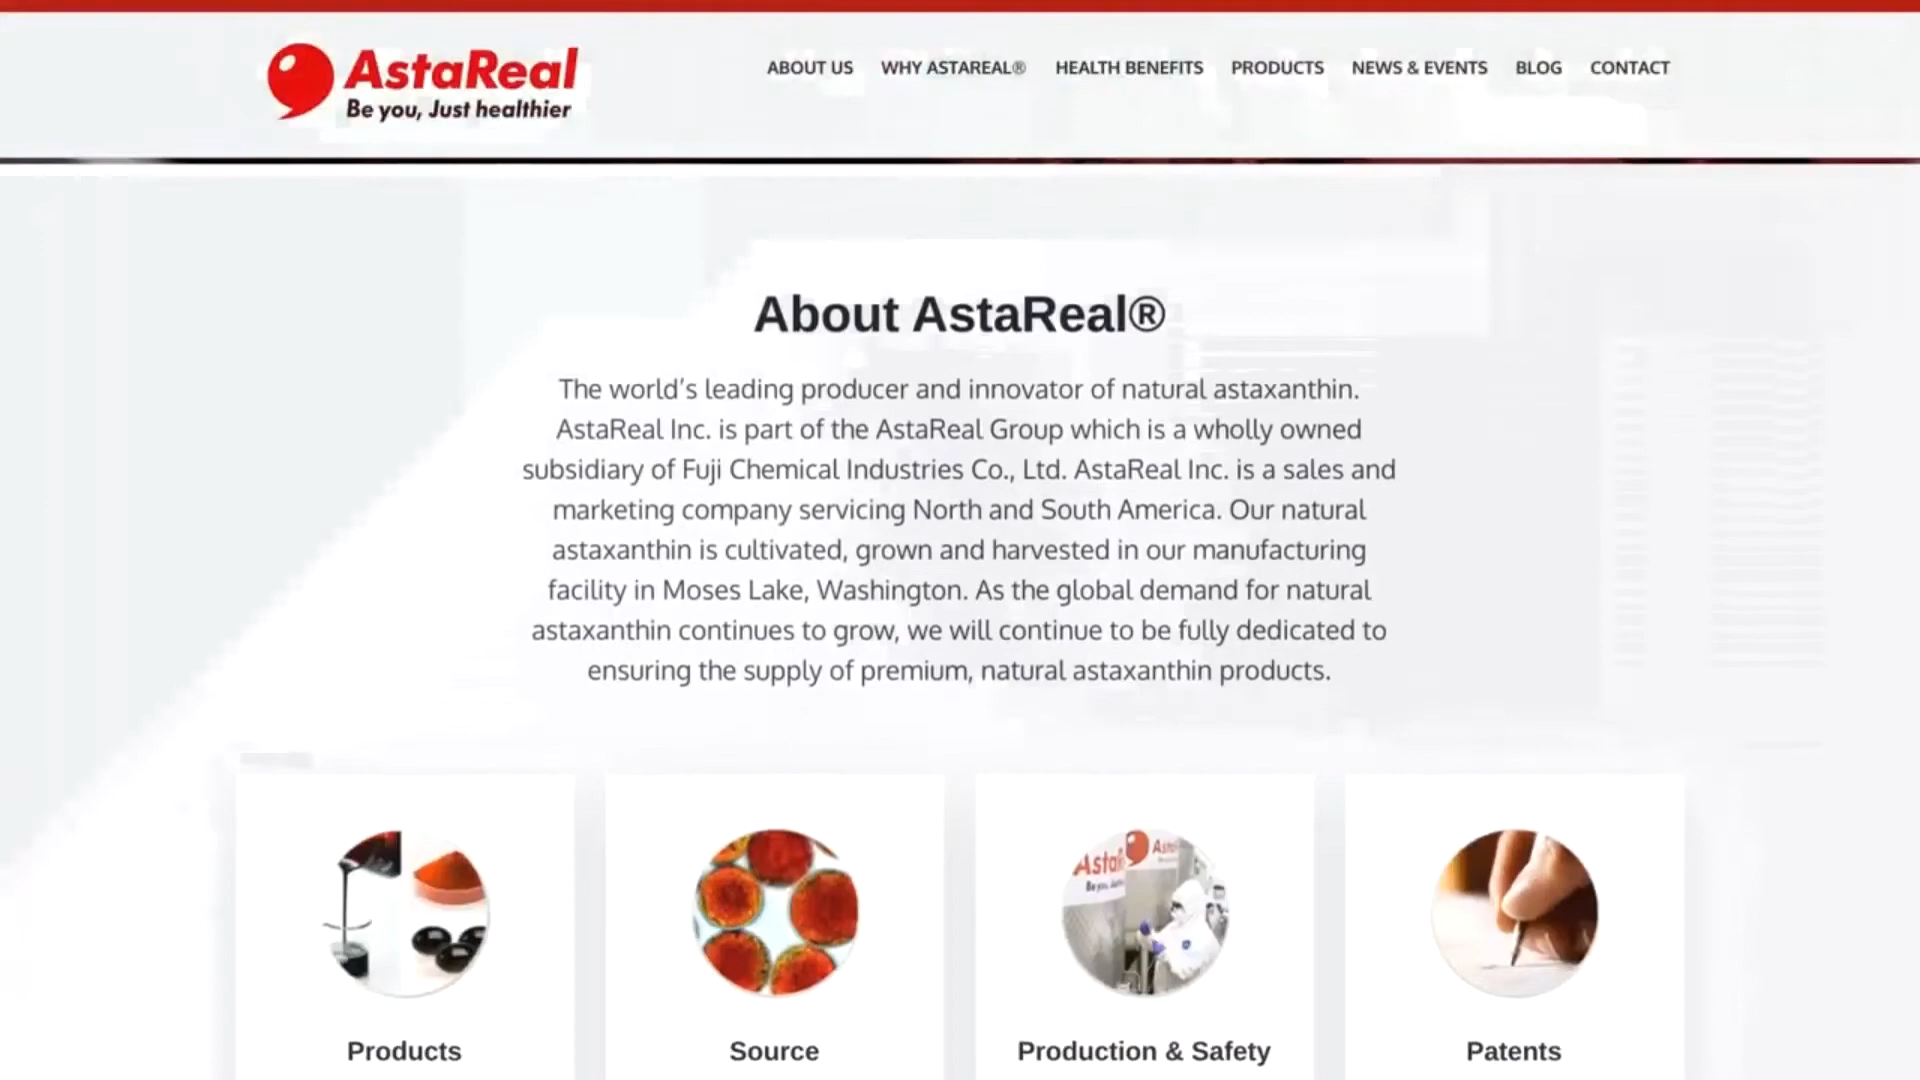 AstaReal
Be you, Just healthier
ABOUT US WHY ASTAREAL® HEALTH BENEFITS PRODUCTS NEWS & EVENTS BLOG CONTACT
About AstaReal®
The world’s leading producer and innovator of natural astaxanthin.
AstaReal Inc. is part of the AstaReal Group which is a wholly owned
subsidiary of Fuji Chemical Industries Co., Ltd. AstaReal Inc. is a sales and
marketing company servicing North and South America. Our natural
astaxanthin is cultivated, grown and harvested in our manufacturing
facility in Moses Lake, Washington. As the global demand for natural
astaxanthin continues to grow, we will continue to be fully dedicated to
ensuring the supply of premium, natural astaxanthin products.
Products
Source
Production & Safety
Patents